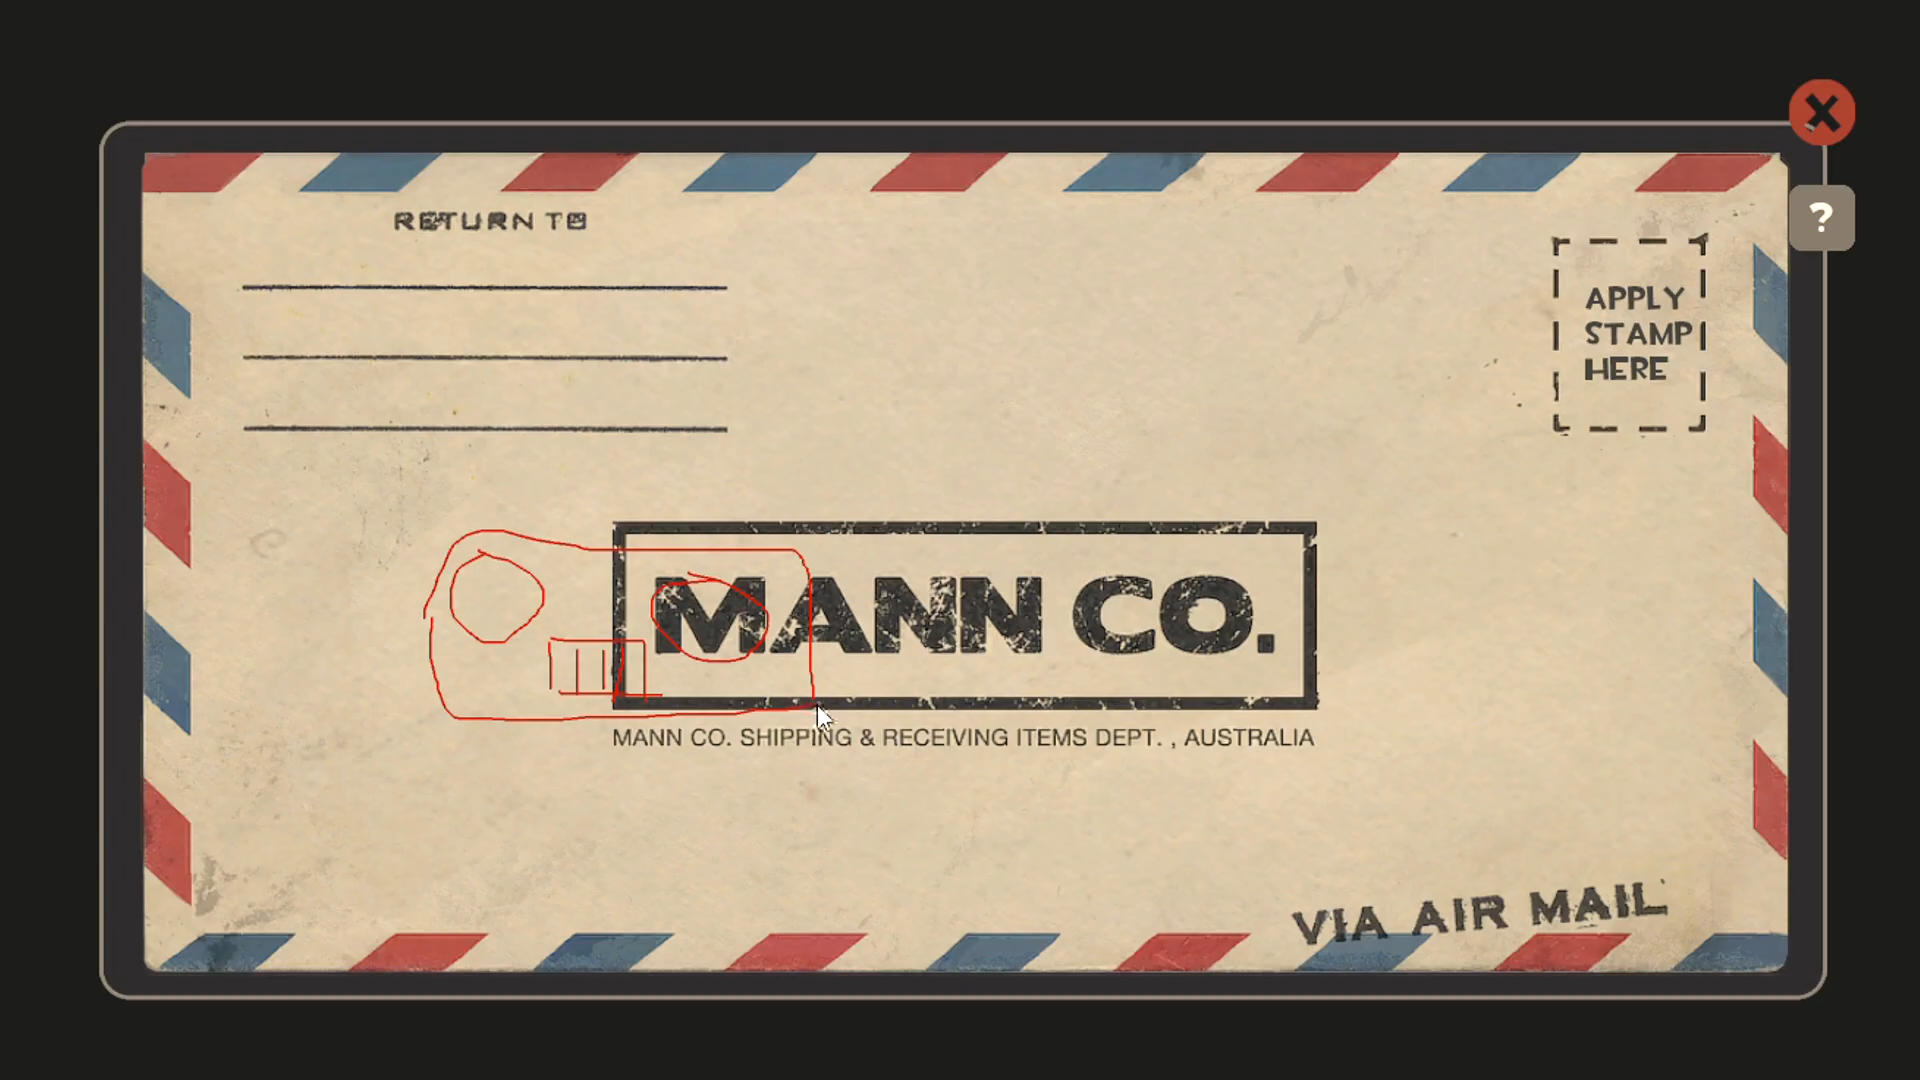 RETURN TO
APPLY
STAMP
HERE
MANN CO.
MANN CO. SHIPPING & RECEIVING ITEMS DEPT. , AUSTRALIA
VIA AIR MAIL
?